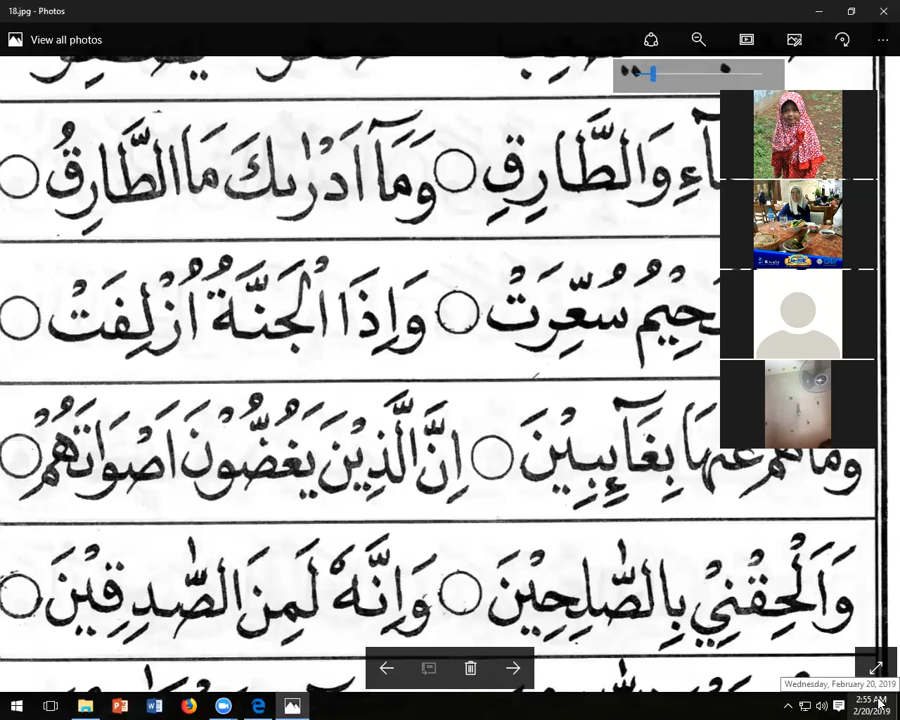 18.jpg - Photos
View all photos
وَالطَّارِقِ ○ وَمَآ اَدْرٰىكَ مَا الطَّارِقُ ○
سُعِّرَتْ ○ وَاِذَا الْجَنَّةُ اُزْلِفَتْ ○
وَمَا هُمْ عَنْهَا بِغَآىِٕبِيْنَ ○ اِنَّ الَّذِيْنَ يَغُضُّوْنَ اَصْوَاتَهُمْ ○
وَاَلْحِقْنِيْ بِالصّٰلِحِيْنَ ○ وَاِنَّهٗ لَمِنَ الصّٰدِقِيْنَ ○
Wednesday, February 20, 2019
2:55 AM
2/20/2019